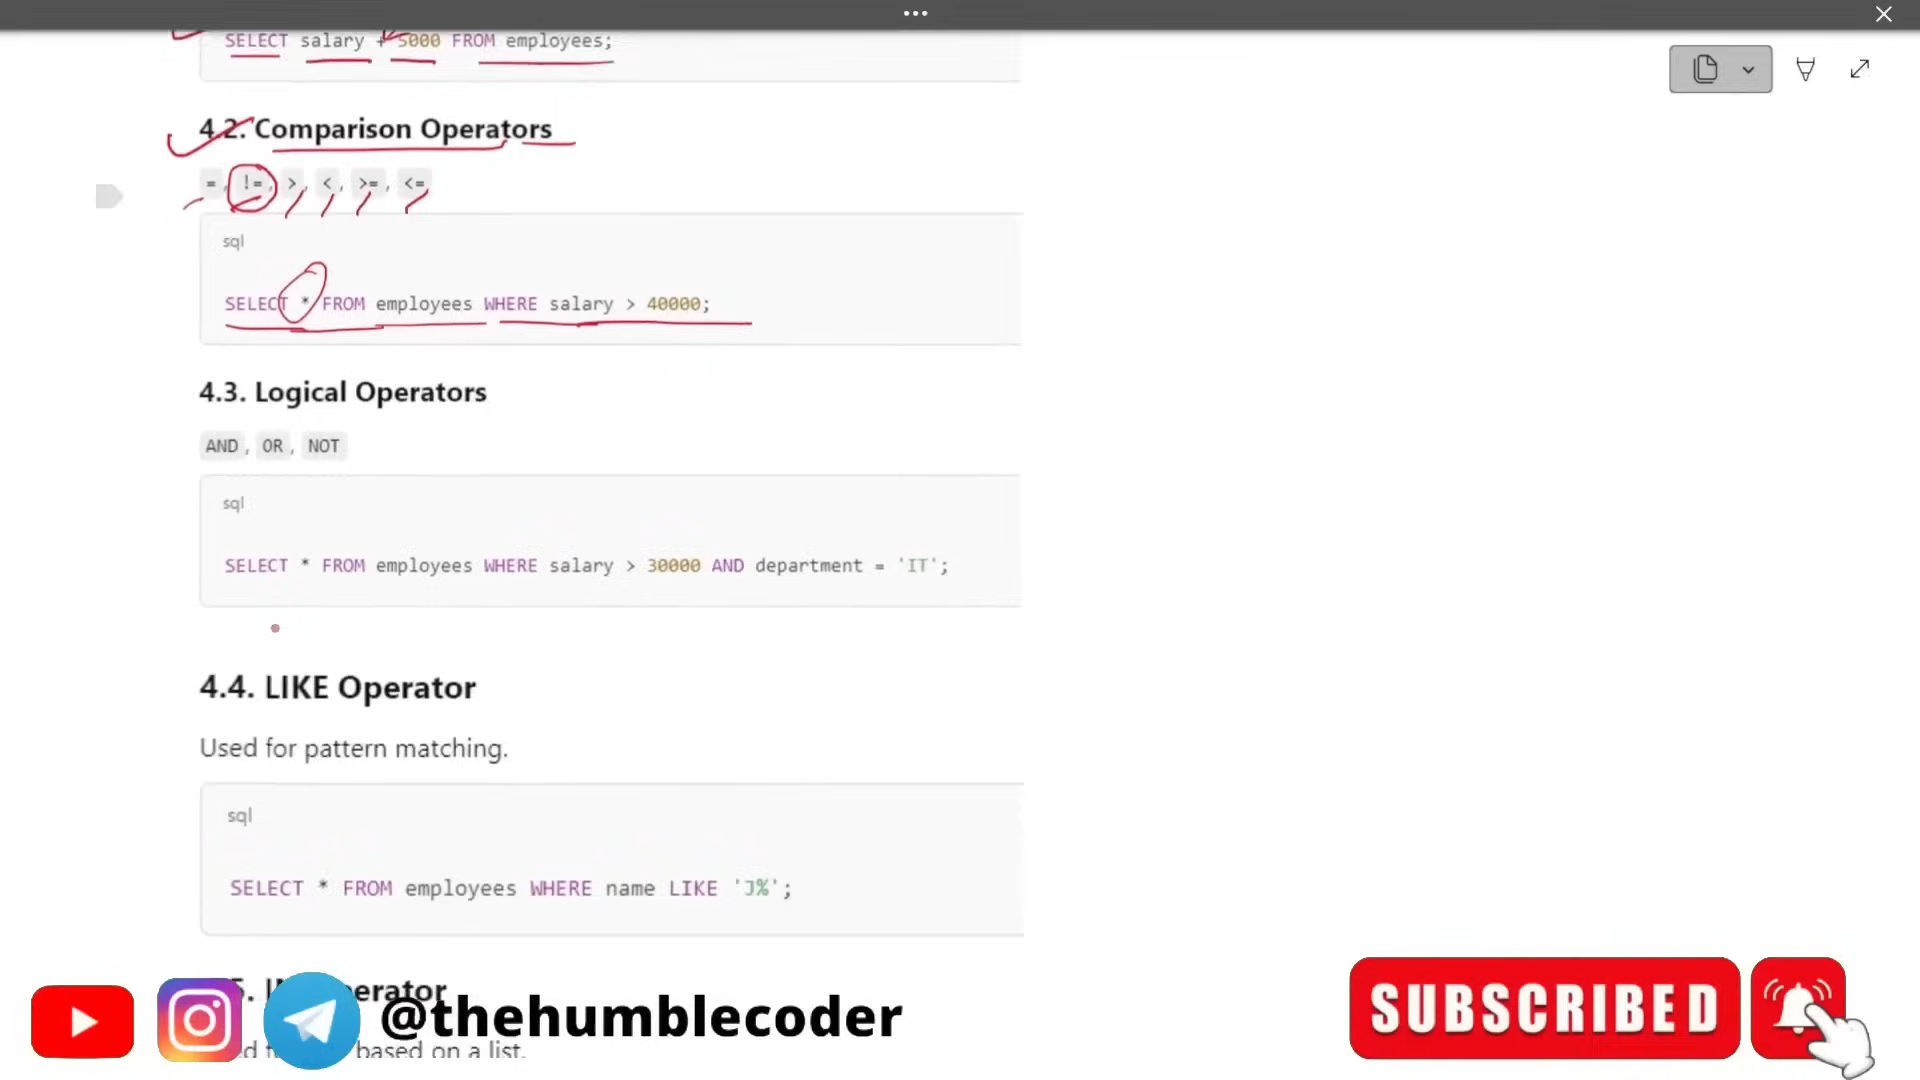 SELECT salary + 5000 FROM employees;
4.2. Comparison Operators
=, !=, >, <, >=, <=
sql
SELECT * FROM employees WHERE salary > 40000;
4.3. Logical Operators
AND, OR, NOT
sql
SELECT * FROM employees WHERE salary > 30000 AND department = 'IT';
4.4. LIKE Operator
Used for pattern matching.
sql
SELECT * FROM employees WHERE name LIKE 'J%';
@thehumblecoder
based on a list.
SUBSCRIBED